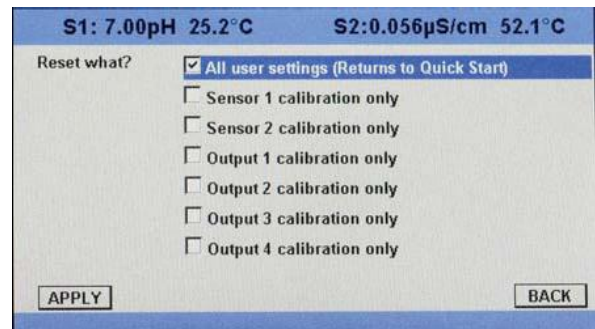 S1: 7.00pH 25.2°C S2:0.056µS/cm 52.1°C
Reset what?
All user settings (Returns to Quick Start)
Sensor 1 calibration only
Sensor 2 calibration only
Output 1 calibration only
Output 2 calibration only
Output 3 calibration only
Output 4 calibration only
APPLY
BACK